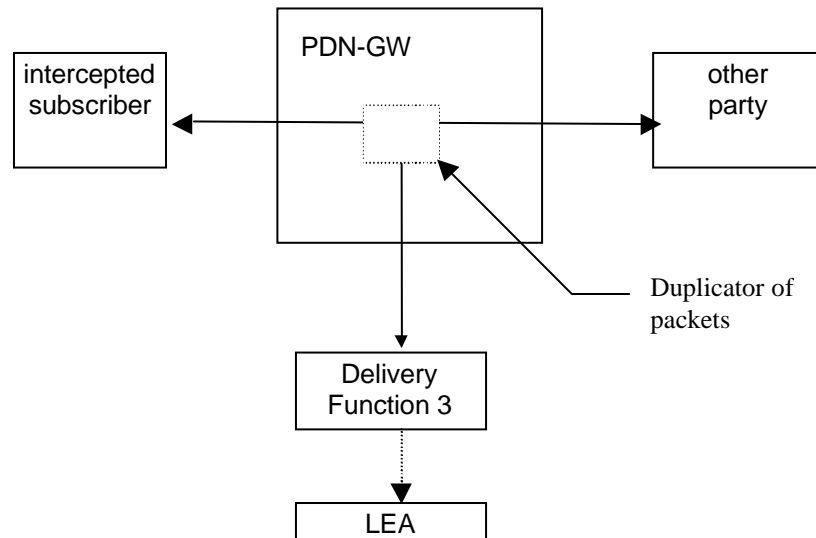 PDN-GW
intercepted
subscriber
other
party
Duplicator of
packets
Delivery
Function 3
LEA